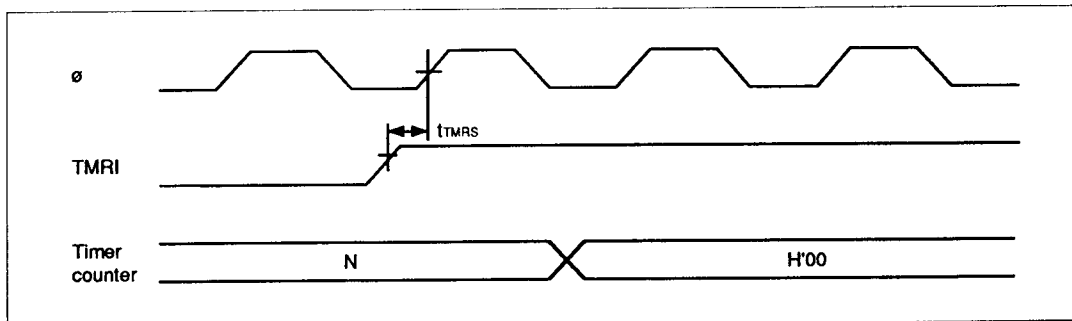 ø
tTMRS
TMRI
Timer
counter
N
H'00